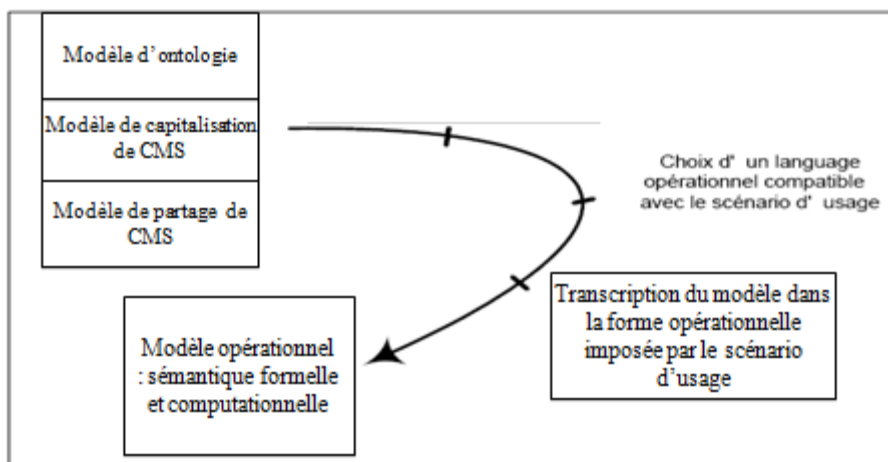 Modèle d'ontologie
Modèle de capitalisation
de CMS
Modèle de partage de
CMS
Choix d' un language
opérationnel compatible
avec le scénario d' usage
Transcription du modèle dans
la forme opérationnelle
imposée par le scénario
d'usage
Modèle opérationnel
: sémantique formelle
et computationnelle